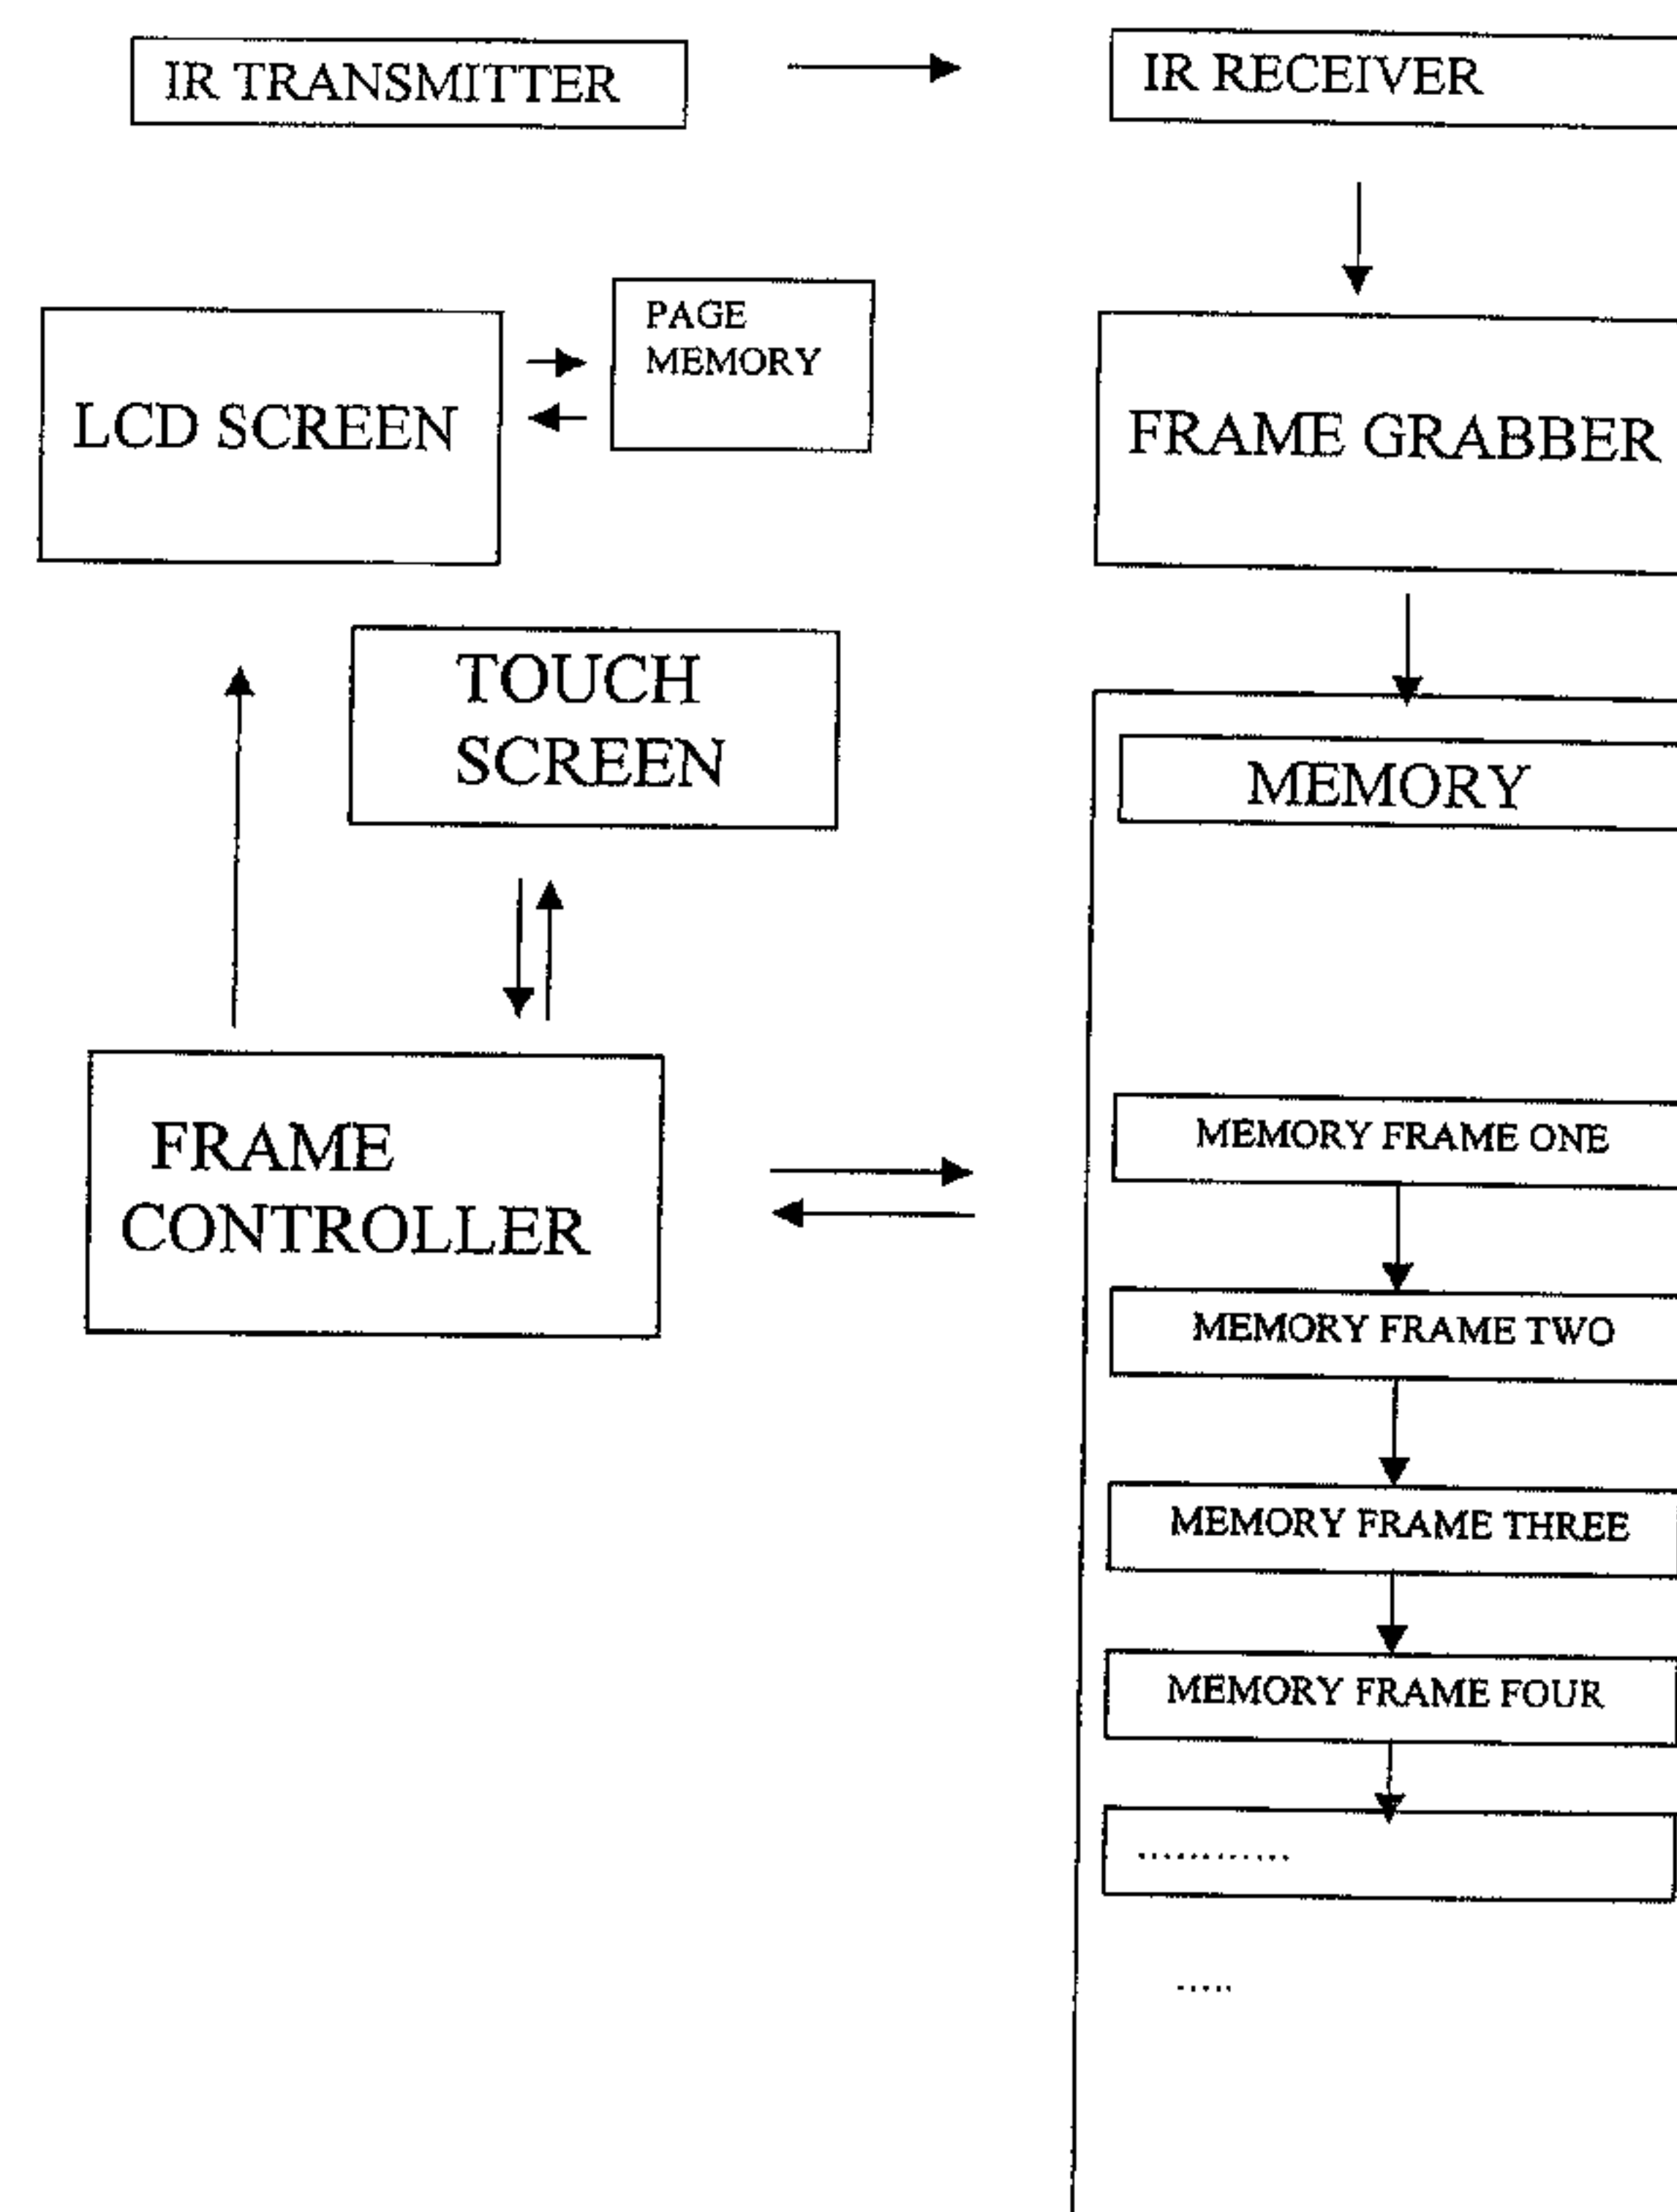 IR TRANSMITTER
IR RECEIVER
PAGE
MEMORY
LCD SCREEN
FRAME GRABBER
TOUCH
SCREEN
MEMORY
FRAME
CONTROLLER
MEMORY FRAME ONE
MEMORY FRAME TWO
MEMORY FRAME THREE
MEMORY FRAME FOUR
............
.....